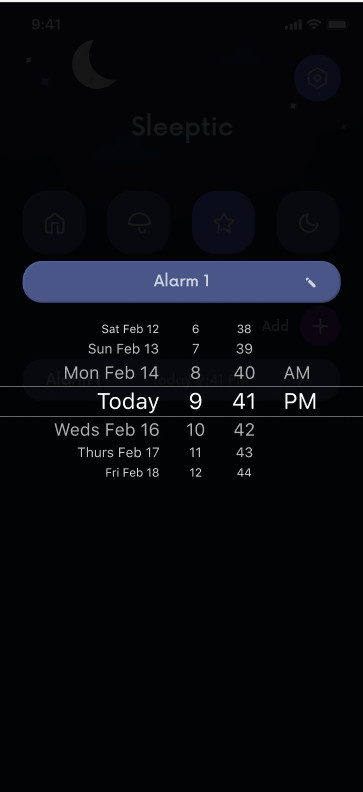 9:41
Sleeptic
Alarm 1
Add
Sat Feb 12 6 38
Sun Feb 13 7 39
Mon Feb 14 8 40 AM
Today 9 41 PM
Weds Feb 16 10 42
Thurs Feb 17 11 43
Fri Feb 18 12 44